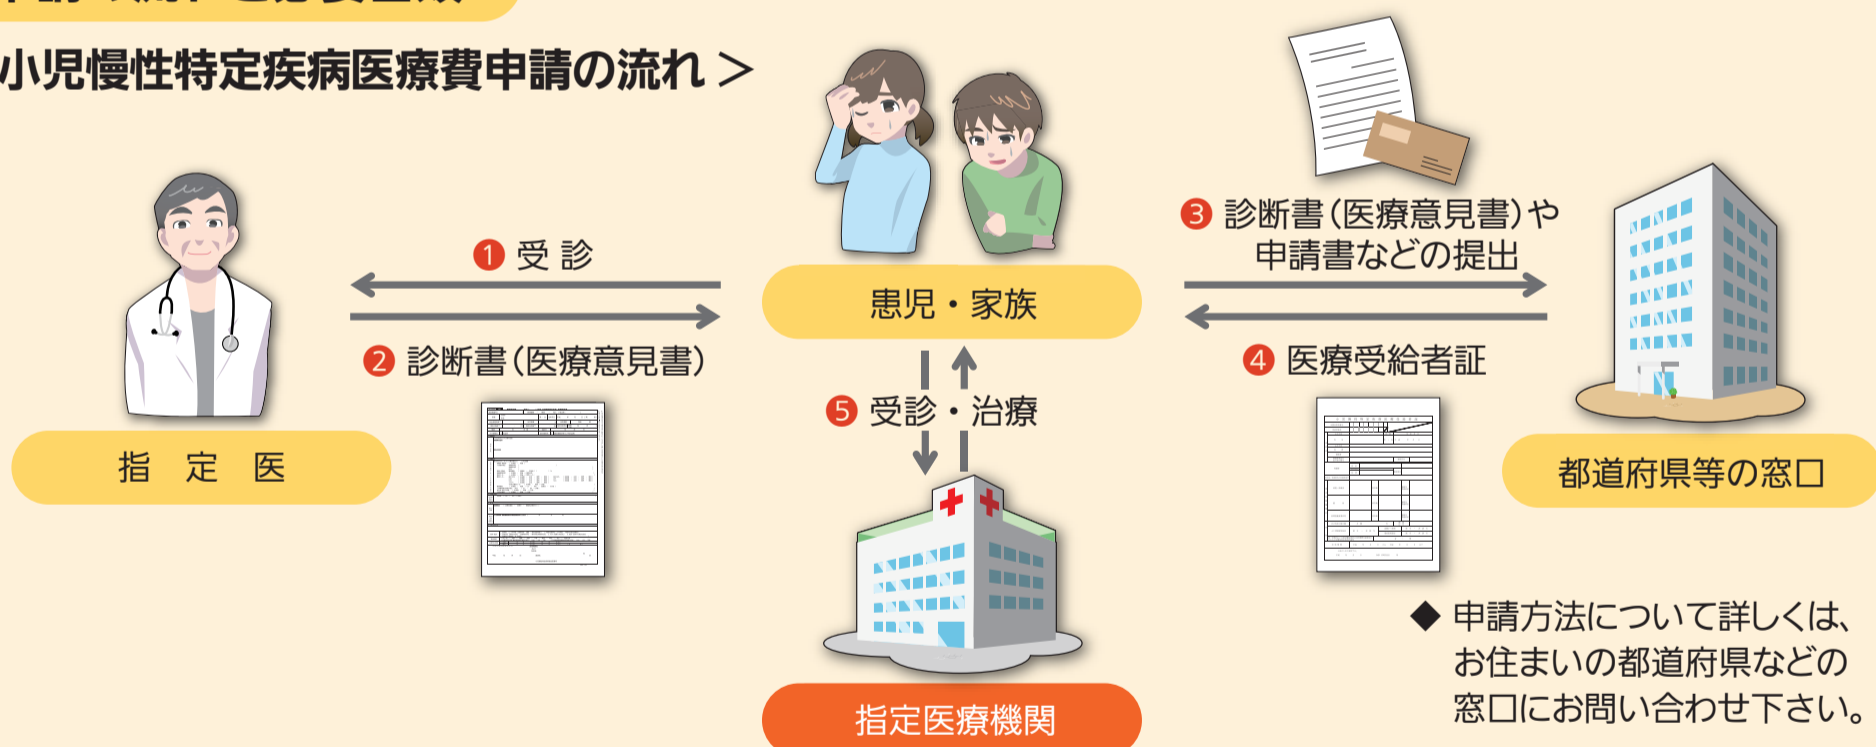 小児慢性特定疾病医療費申請の流れ＞
❶ 受 診
❷ 診断書（医療意見書）
指 定 医
患児・家族
❸ 診断書（医療意見書）や
申請書などの提出
❹ 医療受給者証
都道府県等の窓口
❺ 受診・治療
指定医療機関
◆ 申請方法について詳しくは、
お住まいの都道府県などの
窓口にお問い合わせ下さい。